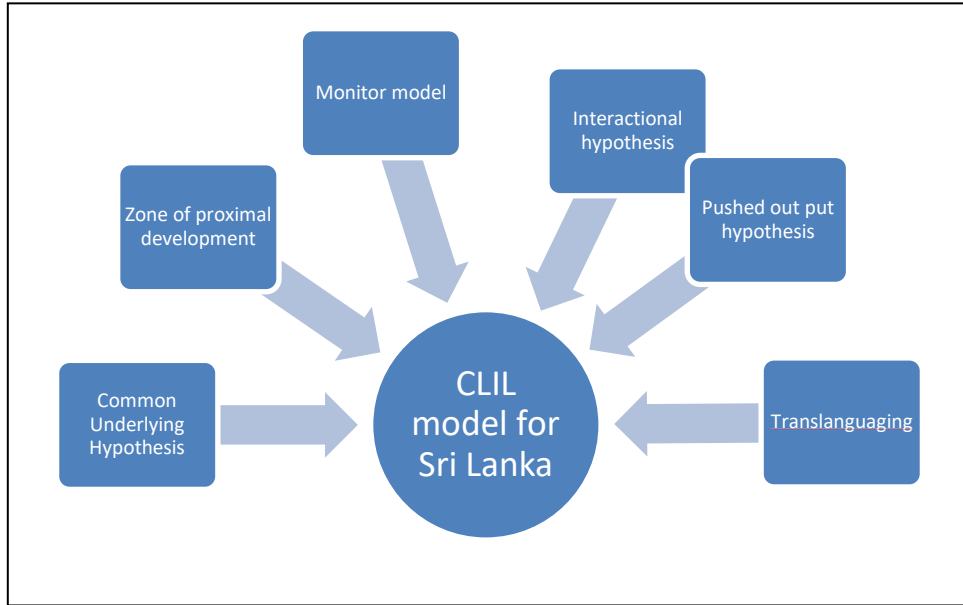 Monitor model
Interactional
hypothesis
Zone of proximal
development
Pushed out put
hypothesis
Common
Underlying
Hypothesis
CLIL
model for
Sri Lanka
Translanguaging